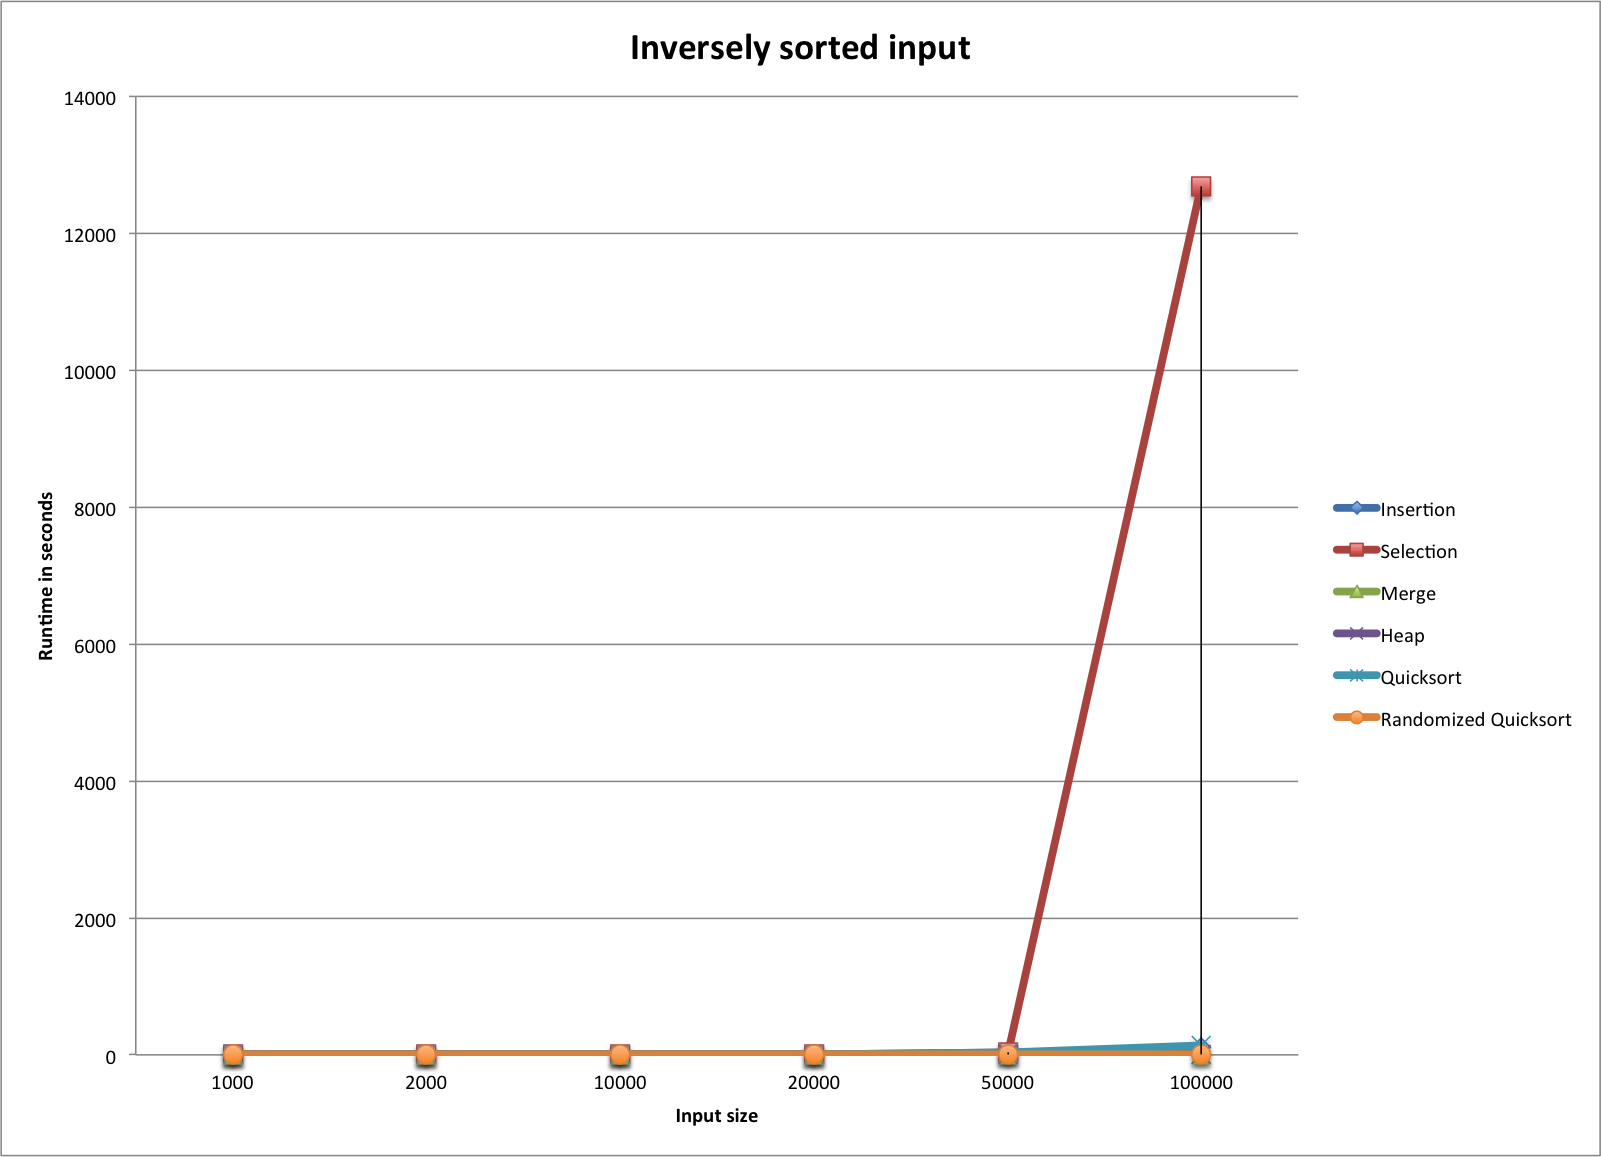 Inversely sorted input
14000
12000
10000
8000
6000
4000
2000
0
Runtime in seconds
1000 2000 10000 20000 50000 100000
Input size
Insertion
Selection
Merge
Heap
Quicksort
Randomized Quicksort